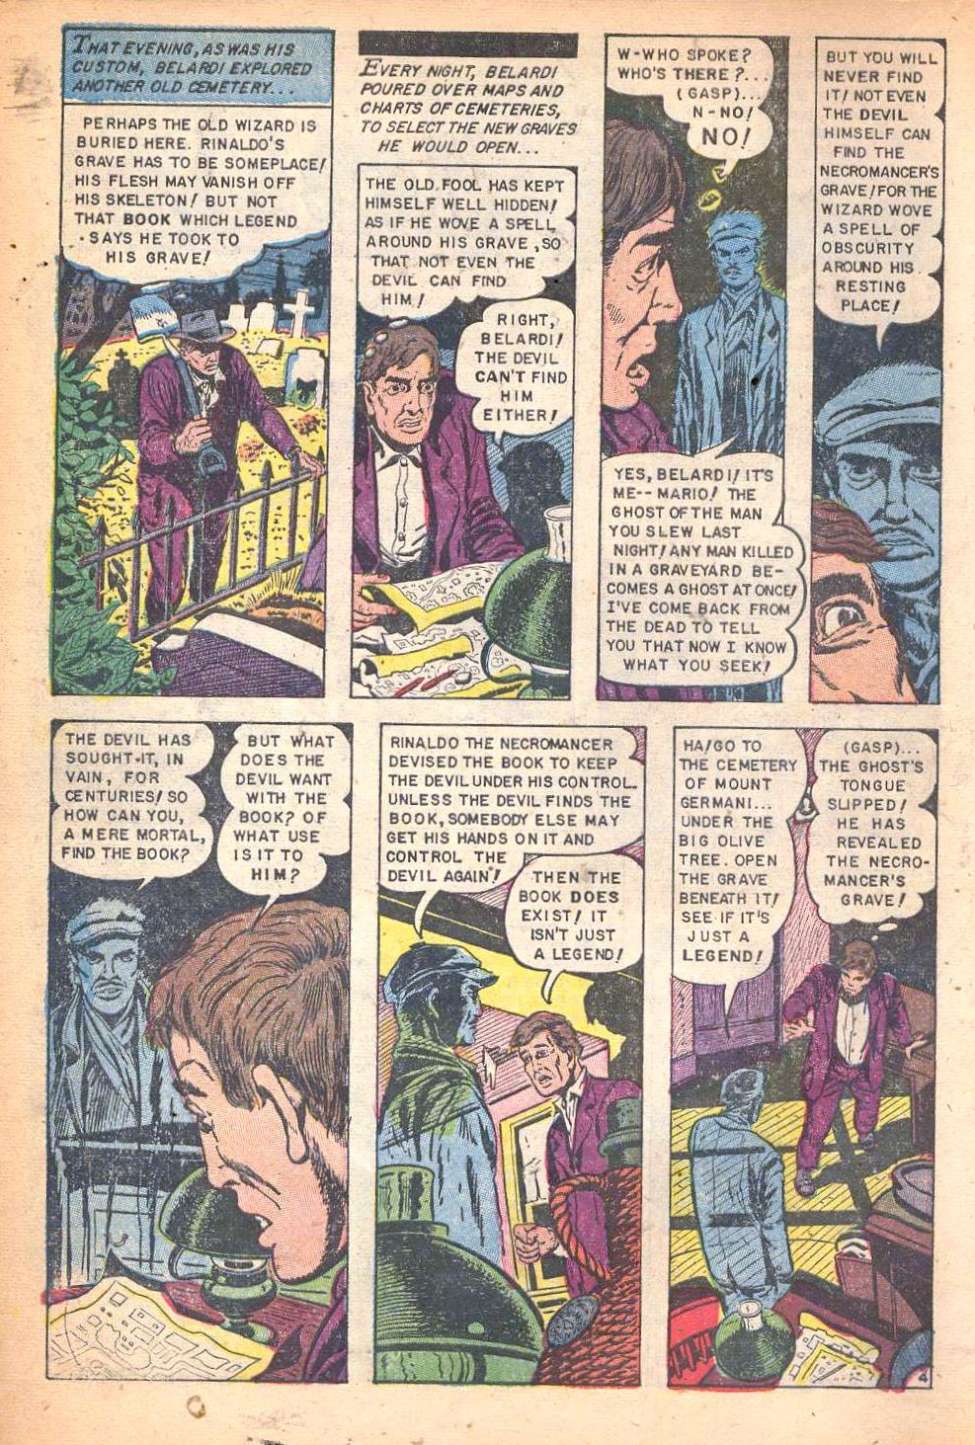 THAT EVENING, AS WAS HIS
CUSTOM, BELARDI EXPLORED
ANOTHER OLD CEMETERY...
PERHAPS THE OLD WIZARD IS
BURIED HERE. RINALDO'S
GRAVE HAS TO BE SOMEPLACE!
HIS FLESH MAY VANISH OFF
HIS SKELETON! BUT NOT
THAT BOOK WHICH LEGEND
SAYS HE TOOK TO
HIS GRAVE!
EVERY NIGHT, BELARDI
POURED OVER MAPS AND
CHARTS OF CEMETERIES,
TO SELECT THE NEW GRAVES
HE WOULD OPEN...
THE OLD FOOL HAS KEPT
HIMSELF WELL HIDDEN!
AS IF HE WOVE A SPELL
AROUND HIS GRAVE, SO
THAT NOT EVEN THE
DEVIL CAN FIND
HIM!
RIGHT,
BELARDI!
THE DEVIL
CAN'T FIND
HIM
EITHER!
W-WHO SPOKE?
WHO'S THERE?...
(GASP)...
N-NO!
NO!
YES, BELARDI! IT'S
ME-- MARIO! THE
GHOST OF THE MAN
YOU SLEW LAST
NIGHT! ANY MAN KILLED
IN A GRAVEYARD BE-
COMES A GHOST AT ONCE!
I'VE COME BACK FROM
THE DEAD TO TELL
YOU THAT NOW I KNOW
WHAT YOU SEEK!
BUT YOU WILL
NEVER FIND
IT! NOT EVEN
THE DEVIL
HIMSELF CAN
FIND THE
NECROMANCER'S
GRAVE! FOR THE
WIZARD WOVE
A SPELL OF
OBSCURITY
AROUND HIS
RESTING
PLACE!
THE DEVIL HAS
SOUGHT IT, IN
VAIN, FOR
CENTURIES! SO
HOW CAN YOU,
A MERE MORTAL,
FIND THE BOOK?
BUT WHAT
DOES THE
DEVIL WANT
WITH THE
BOOK? OF
WHAT USE
IS IT TO
HIM?
RINALDO THE NECROMANCER
DEVISED THE BOOK TO KEEP
THE DEVIL UNDER HIS CONTROL.
UNLESS THE DEVIL FINDS THE
BOOK, SOMEBODY ELSE MAY
GET HIS HANDS ON IT AND
CONTROL THE
DEVIL AGAIN!
THEN THE
BOOK DOES
EXIST! IT
ISN'T JUST
A LEGEND!
HA! GO TO
THE CEMETERY
OF MOUNT
GERMANI...
UNDER THE
BIG OLIVE
TREE. OPEN
THE GRAVE
BENEATH IT!
SEE IF IT'S
JUST A
LEGEND!
(GASP)...
THE GHOST'S
TONGUE
SLIPPED!
HE HAS
REVEALED
THE NECRO-
MANCER'S
GRAVE!
4